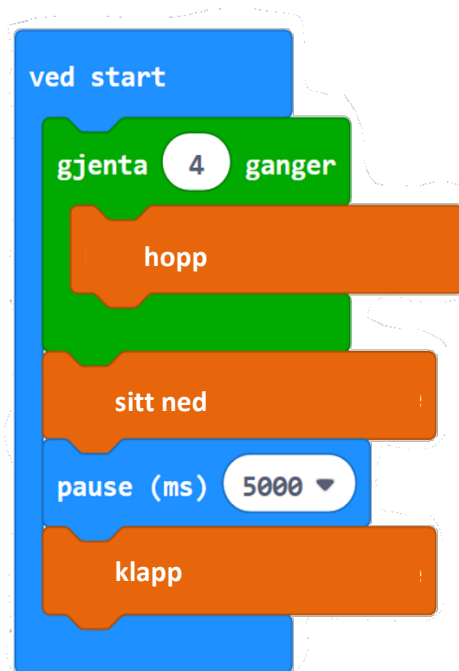 ved start
gjenta 4 ganger
hopp
sitt ned
pause (ms) 5000
klapp